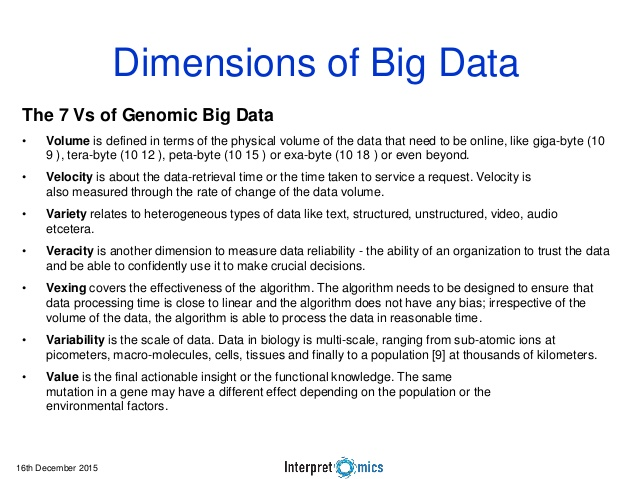 Dimensions of Big Data
The 7 Vs of Genomic Big Data
• Volume is defined in terms of the physical volume of the data that need to be online, like giga-byte (10
9 ), tera-byte (10 12 ), peta-byte (10 15 ) or exa-byte (10 18 ) or even beyond.
• Velocity is about the data-retrieval time or the time taken to service a request. Velocity is
also measured through the rate of change of the data volume.
• Variety relates to heterogeneous types of data like text, structured, unstructured, video, audio
etcetera.
• Veracity is another dimension to measure data reliability - the ability of an organization to trust the data
and be able to confidently use it to make crucial decisions.
• Vexing covers the effectiveness of the algorithm. The algorithm needs to be designed to ensure that
data processing time is close to linear and the algorithm does not have any bias; irrespective of the
volume of the data, the algorithm is able to process the data in reasonable time.
• Variability is the scale of data. Data in biology is multi-scale, ranging from sub-atomic ions at
picometers, macro-molecules, cells, tissues and finally to a population [9] at thousands of kilometers.
• Value is the final actionable insight or the functional knowledge. The same
mutation in a gene may have a different effect depending on the population or the
environmental factors.
16th December 2015
Interpretomics